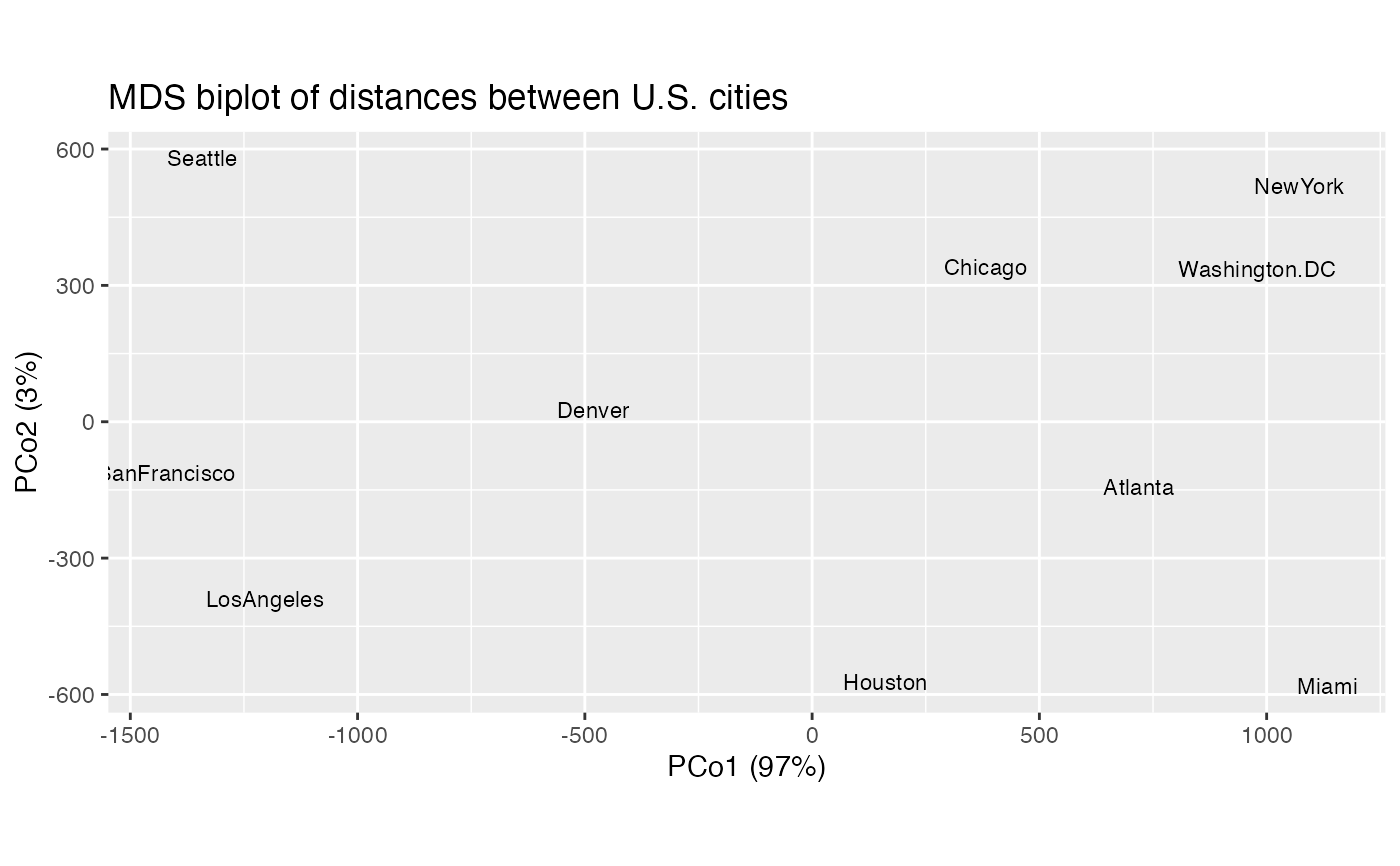 MDS biplot of distances between U.S. cities
600
Seattle
NewYork
Chicago
Washington.DC
300
PCo2 (3%)
Denver
0
SanFrancisco
Atlanta
-300
LosAngeles
Houston
Miami
-600
-1500 -1000 -500 0 500 1000
PCo1 (97%)